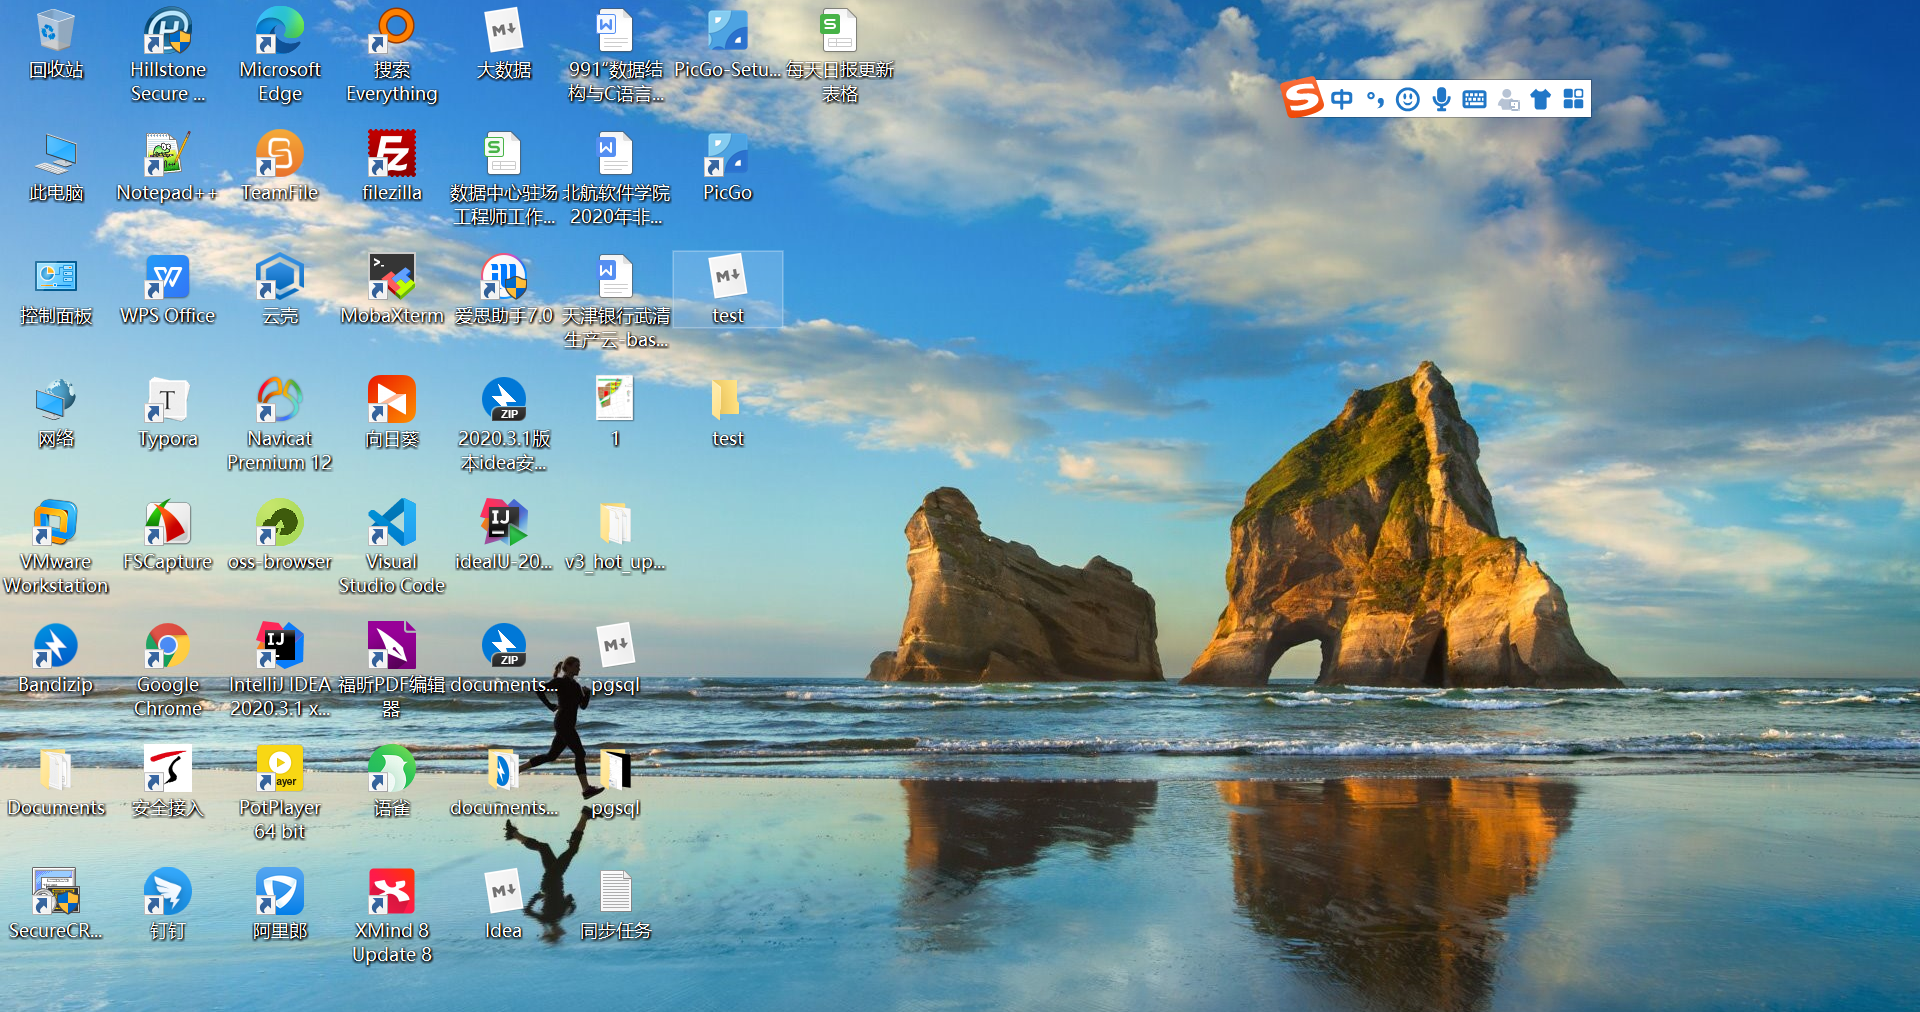 回收站
Hillstone
Secure ...
Microsoft
Edge
搜索
Everything
大数据
991“数据结
构与C语言...
PicGo-Setu...
每天日报更新
表格
中
此电脑
Notepad++
TeamFile
filezilla
数据中心驻场
工程师工作...
北航软件学院
2020年非...
PicGo
控制面板
WPS Office
云壳
MobaXterm
爱思助手7.0
天津银行武清
生产云-bas...
test
网络
Typora
Navicat
Premium 12
向日葵
ZIP
2020.3.1版
本idea安...
1
test
VMware
Workstation
FSCapture
oss-browser
Visual
Studio Code
IJ
idealU-20...
v3_hot_up...
Bandizip
Google
Chrome
IJ
IntelliJ IDEA
2020.3.1 x...
福昕PDF编辑
器
ZIP
documents...
pgsql
Documents
安全接入
ayer
PotPlayer
64 bit
语雀
documents...
pgsql
SecureCR...
钉钉
阿里郎
XMind 8
Update 8
Idea
同步任务